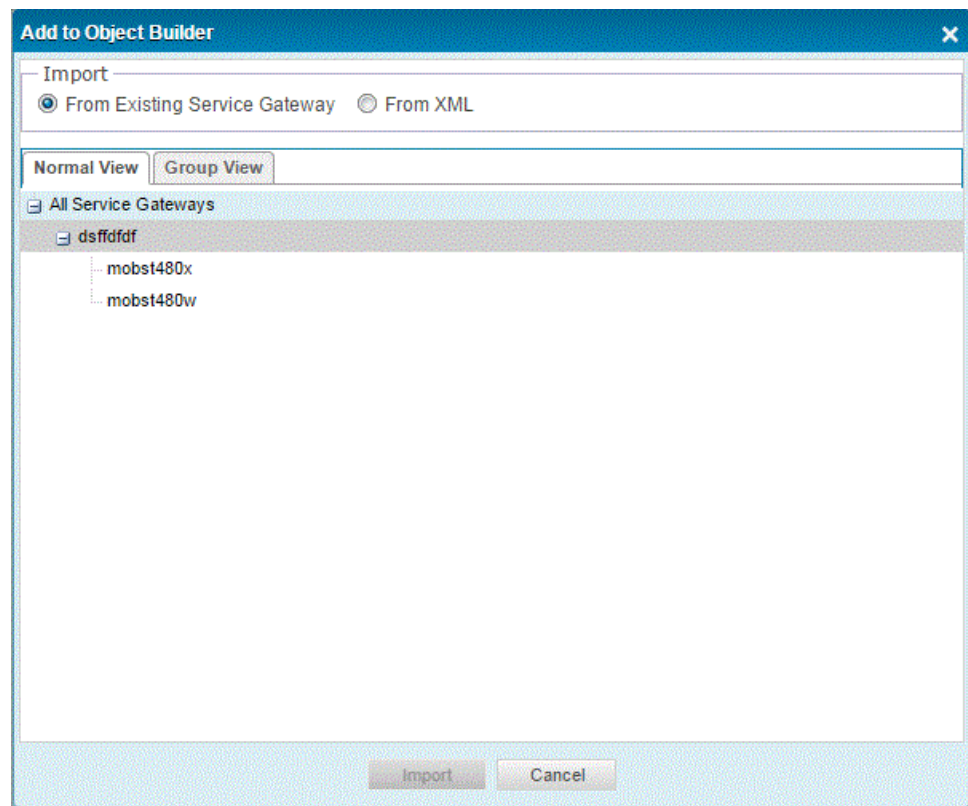 Add to Object Builder
Import
From Existing Service Gateway From XML
Normal View Group View
All Service Gateways
dsffdfdf
mobst480x
mobst480w
Import Cancel